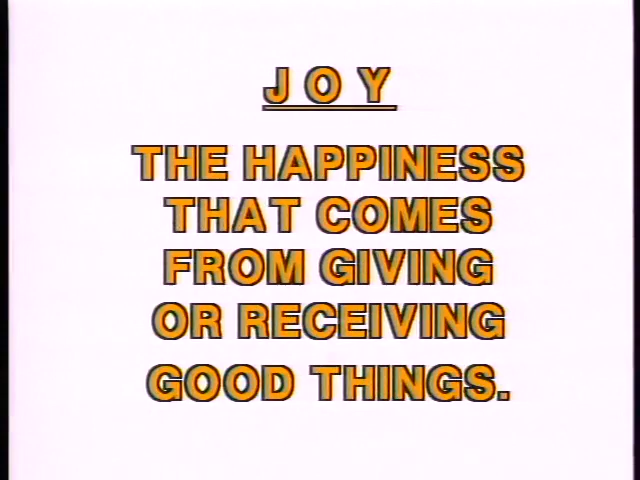 J O Y
THE HAPPINESS
THAT COMES
FROM GIVING
OR RECEIVING
GOOD THINGS.